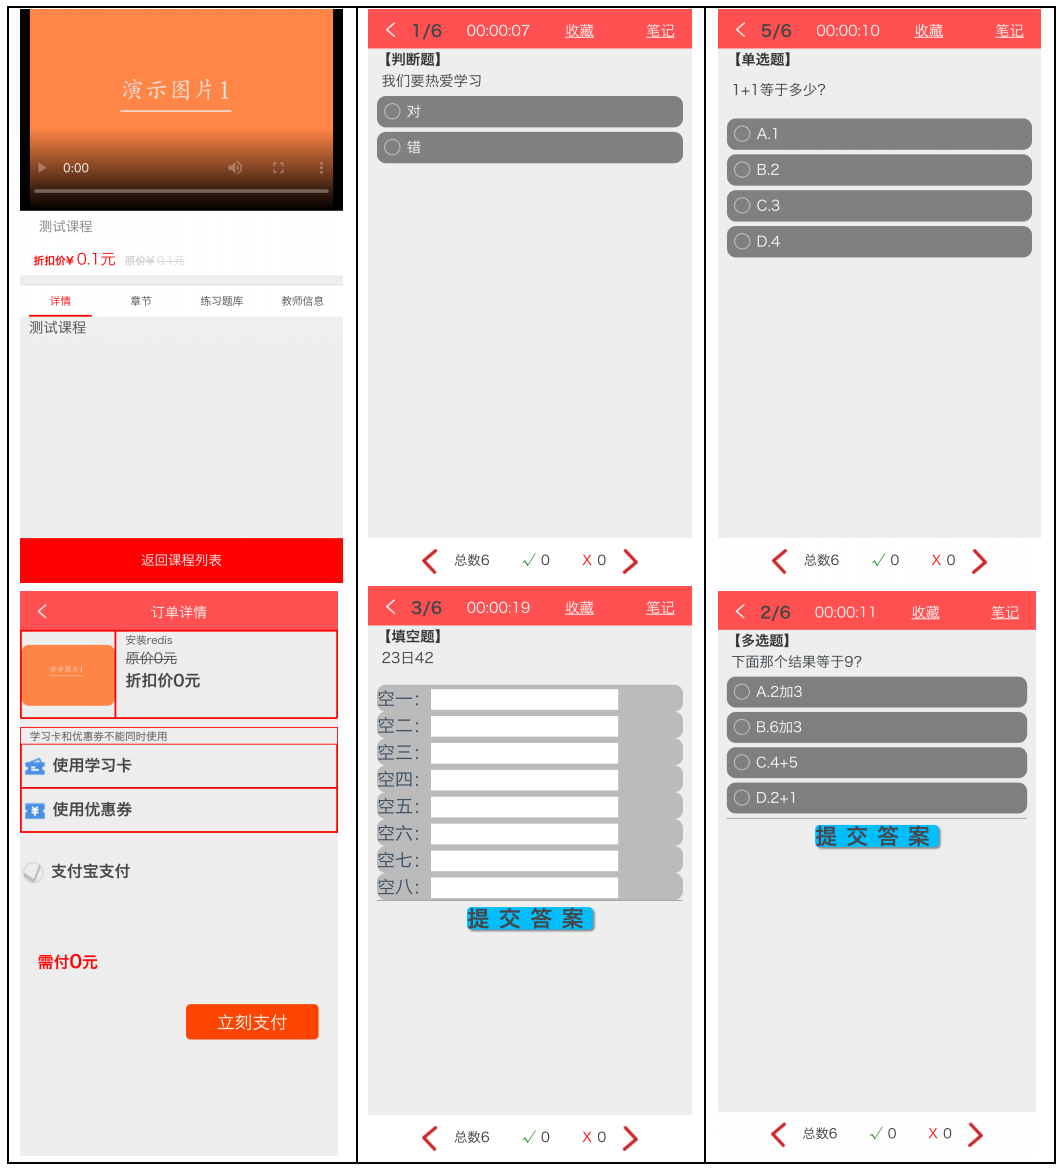 演示图片1
0:00
测试课程
折扣价¥ 0.1元 原价¥ 0.1元
详情 章节 练习题库 教师信息
测试课程
返回课程列表
1/6 00:00:07 收藏 笔记
【判断题】
我们要热爱学习
对
错
总数6 √ 0 X 0
5/6 00:00:10 收藏 笔记
【单选题】
1+1等于多少?
A.1
B.2
C.3
D.4
总数6 √ 0 X 0
订单详情
演示图片1
安装redis
原价0元
折扣价0元
学习卡和优惠券不能同时使用
使用学习卡
使用优惠券
支付宝支付
需付0元
立刻支付
3/6 00:00:19 收藏 笔记
【填空题】
23日42
空一:
空二:
空三:
空四:
空五:
空六:
空七:
空八:
提交答案
总数6 √ 0 X 0
2/6 00:00:11 收藏 笔记
【多选题】
下面那个结果等于9?
A.2加3
B.6加3
C.4+5
D.2+1
提交答案
总数6 √ 0 X 0